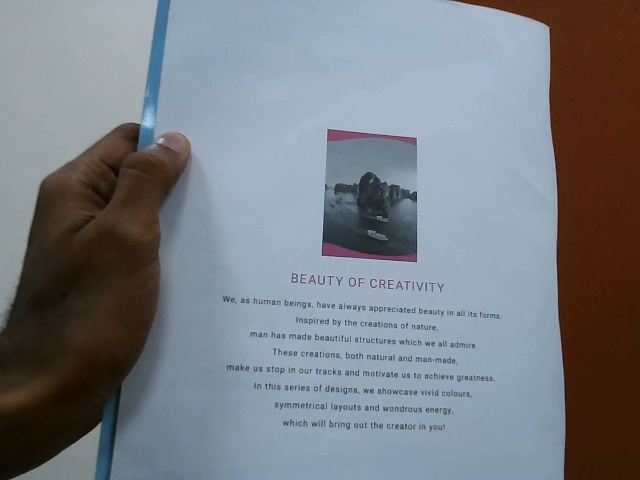 BEAUTY OF CREATIVITY
We, as human beings, have always appreciated beauty in all its forms.
Inspired by the creations of nature,
man has made beautiful structures which we all admire.
These creations, both natural and man-made,
make us stop in our tracks and motivate us to achieve greatness.
In this series of designs, we showcase vivid colours,
symmetrical layouts and wondrous energy,
which will bring out the creator in you!